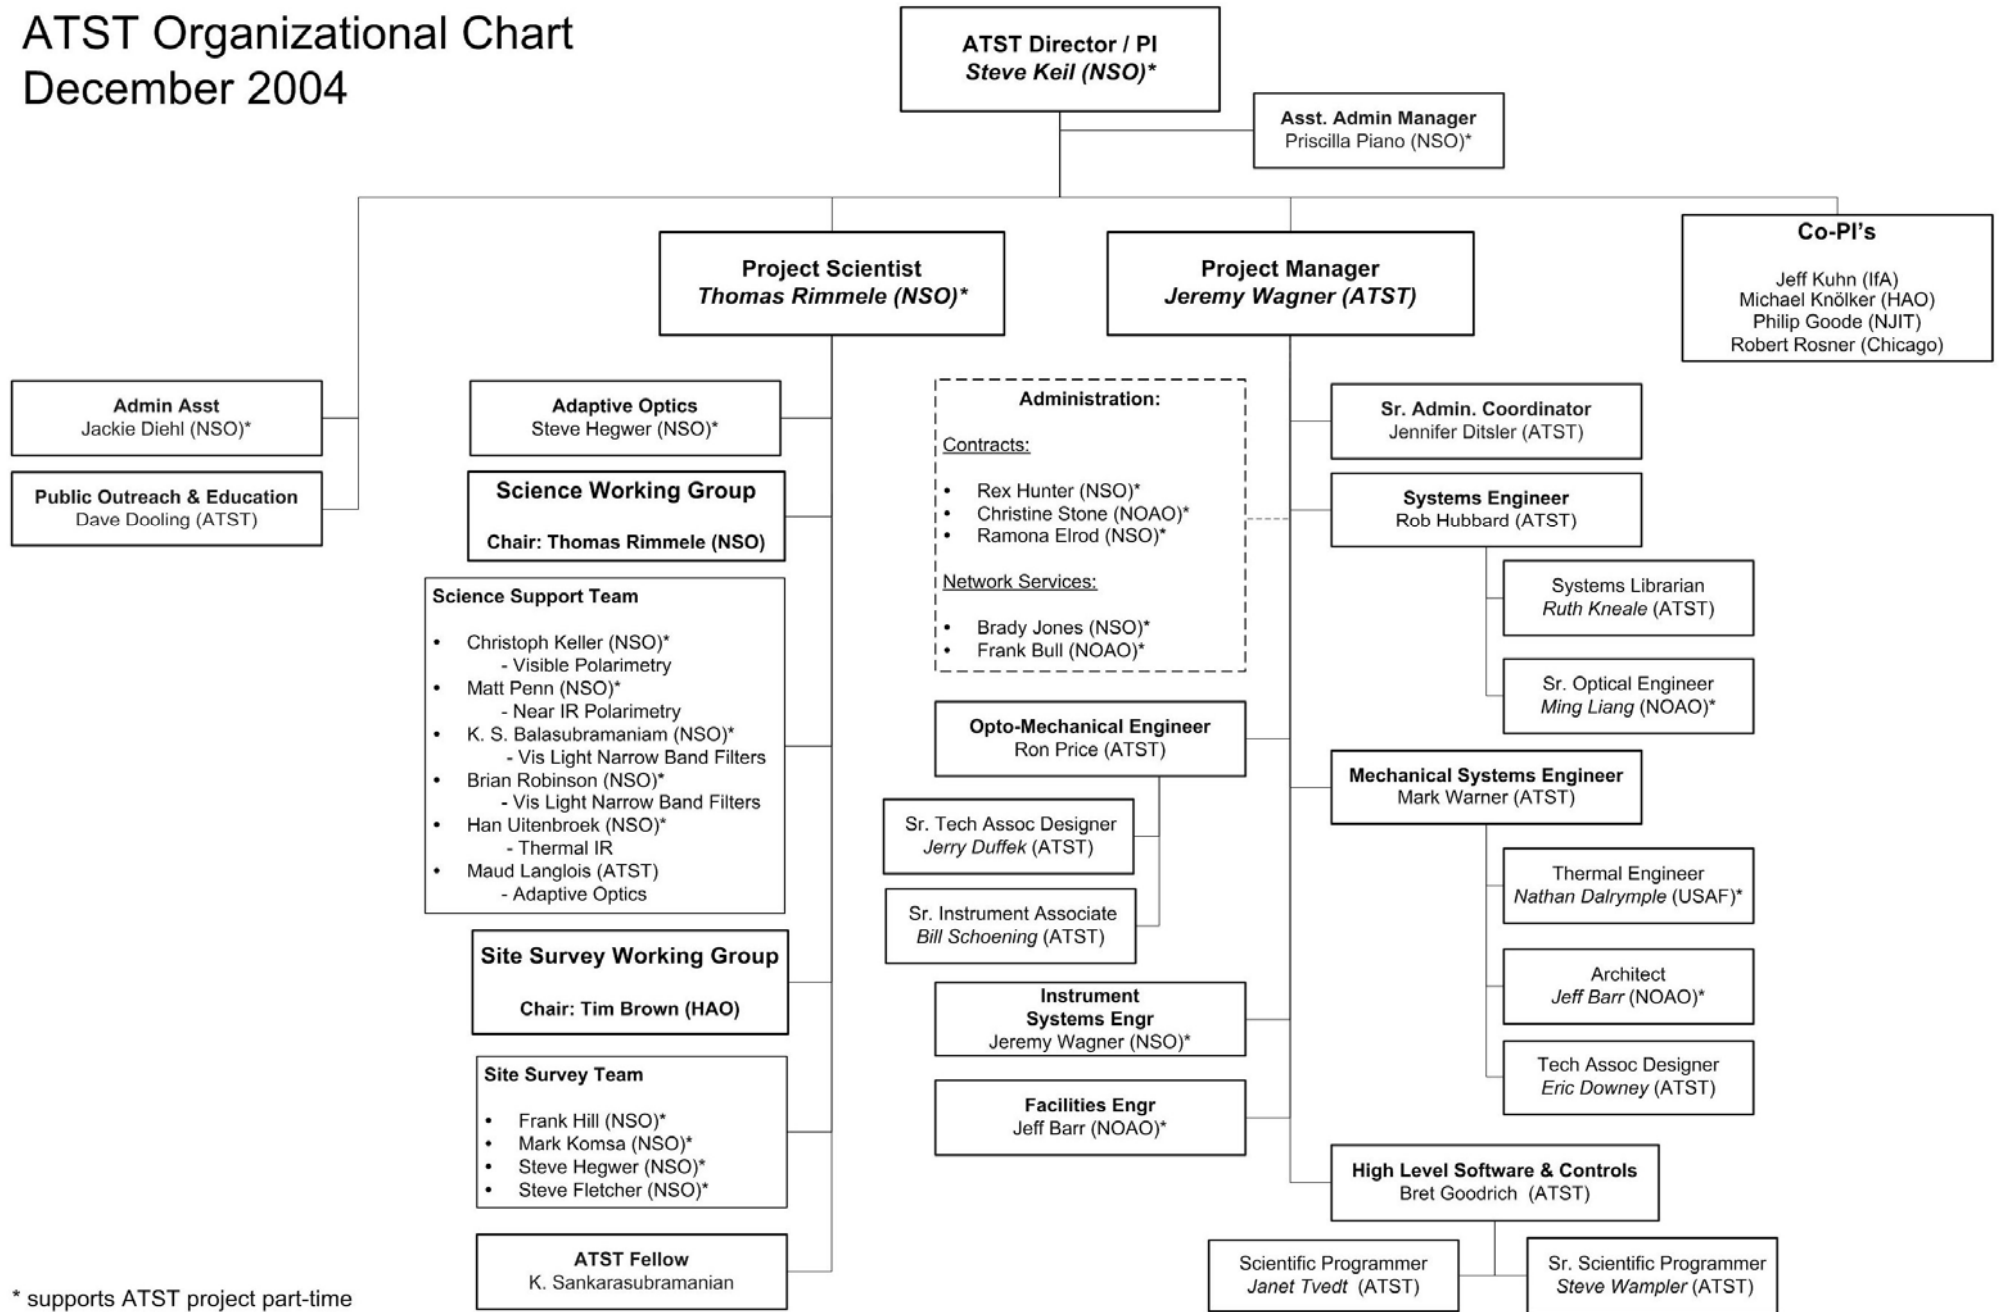 ATST Organizational Chart
December 2004
ATST Director / PI
Steve Keil (NSO)*
Asst. Admin Manager
Priscilla Piano (NSO)*
Project Scientist
Thomas Rimmele (NSO)*
Project Manager
Jeremy Wagner (ATST)
Co-PI's
Jeff Kuhn (IfA)
Michael Knölker (HAO)
Philip Goode (NJIT)
Robert Rosner (Chicago)
Admin Asst
Jackie Diehl (NSO)*
Public Outreach & Education
Dave Dooling (ATST)
Adaptive Optics
Steve Hegwer (NSO)*
Science Working Group
Chair: Thomas Rimmele (NSO)
Science Support Team
• Christoph Keller (NSO)*
- Visible Polarimetry
• Matt Penn (NSO)*
- Near IR Polarimetry
• K. S. Balasubramaniam (NSO)*
- Vis Light Narrow Band Filters
• Brian Robinson (NSO)*
- Vis Light Narrow Band Filters
• Han Uitenbroek (NSO)*
- Thermal IR
• Maud Langlois (ATST)
- Adaptive Optics
Site Survey Working Group
Chair: Tim Brown (HAO)
Site Survey Team
• Frank Hill (NSO)*
• Mark Komsa (NSO)*
• Steve Hegwer (NSO)*
• Steve Fletcher (NSO)*
ATST Fellow
K. Sankarasubramanian
Administration:
Contracts:
• Rex Hunter (NSO)*
• Christine Stone (NOAO)*
• Ramona Elrod (NSO)*
Network Services:
• Brady Jones (NSO)*
• Frank Bull (NOAO)*
Opto-Mechanical Engineer
Ron Price (ATST)
Sr. Tech Assoc Designer
Jerry Duffek (ATST)
Sr. Instrument Associate
Bill Schoening (ATST)
Instrument
Systems Engr
Jeremy Wagner (NSO)*
Facilities Engr
Jeff Barr (NOAO)*
Sr. Admin. Coordinator
Jennifer Ditsler (ATST)
Systems Engineer
Rob Hubbard (ATST)
Systems Librarian
Ruth Kneale (ATST)
Sr. Optical Engineer
Ming Liang (NOAO)*
Mechanical Systems Engineer
Mark Warner (ATST)
Thermal Engineer
Nathan Dalrymple (USAF)*
Architect
Jeff Barr (NOAO)*
Tech Assoc Designer
Eric Downey (ATST)
High Level Software & Controls
Bret Goodrich (ATST)
Scientific Programmer
Janet Tvedt (ATST)
Sr. Scientific Programmer
Steve Wampler (ATST)
* supports ATST project part-time